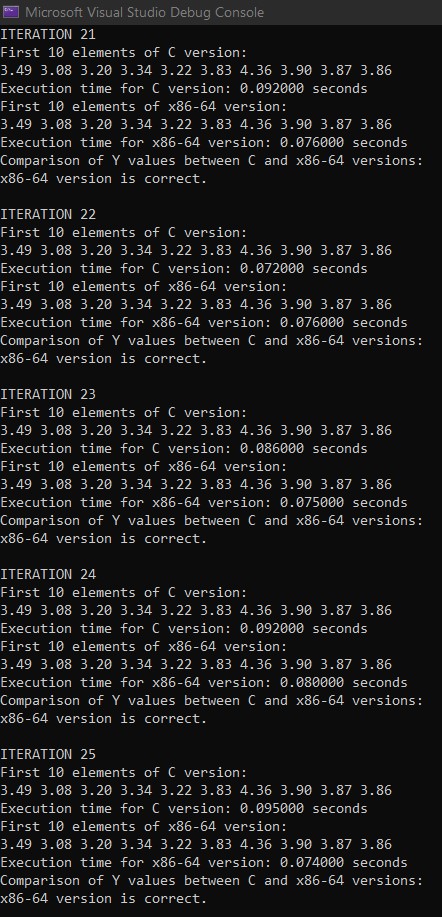 Microsoft Visual Studio Debug Console
ITERATION 21
First 10 elements of C version:
3.49 3.08 3.20 3.34 3.22 3.83 4.36 3.90 3.87 3.86
Execution time for C version: 0.092000 seconds
First 10 elements of x86-64 version:
3.49 3.08 3.20 3.34 3.22 3.83 4.36 3.90 3.87 3.86
Execution time for x86-64 version: 0.076000 seconds
Comparison of Y values between C and x86-64 versions:
x86-64 version is correct.
ITERATION 22
First 10 elements of C version:
3.49 3.08 3.20 3.34 3.22 3.83 4.36 3.90 3.87 3.86
Execution time for C version: 0.072000 seconds
First 10 elements of x86-64 version:
3.49 3.08 3.20 3.34 3.22 3.83 4.36 3.90 3.87 3.86
Execution time for x86-64 version: 0.076000 seconds
Comparison of Y values between C and x86-64 versions:
x86-64 version is correct.
ITERATION 23
First 10 elements of C version:
3.49 3.08 3.20 3.34 3.22 3.83 4.36 3.90 3.87 3.86
Execution time for C version: 0.086000 seconds
First 10 elements of x86-64 version:
3.49 3.08 3.20 3.34 3.22 3.83 4.36 3.90 3.87 3.86
Execution time for x86-64 version: 0.075000 seconds
Comparison of Y values between C and x86-64 versions:
x86-64 version is correct.
ITERATION 24
First 10 elements of C version:
3.49 3.08 3.20 3.34 3.22 3.83 4.36 3.90 3.87 3.86
Execution time for C version: 0.092000 seconds
First 10 elements of x86-64 version:
3.49 3.08 3.20 3.34 3.22 3.83 4.36 3.90 3.87 3.86
Execution time for x86-64 version: 0.080000 seconds
Comparison of Y values between C and x86-64 versions:
x86-64 version is correct.
ITERATION 25
First 10 elements of C version:
3.49 3.08 3.20 3.34 3.22 3.83 4.36 3.90 3.87 3.86
Execution time for C version: 0.095000 seconds
First 10 elements of x86-64 version:
3.49 3.08 3.20 3.34 3.22 3.83 4.36 3.90 3.87 3.86
Execution time for x86-64 version: 0.074000 seconds
Comparison of Y values between C and x86-64 versions:
x86-64 version is correct.